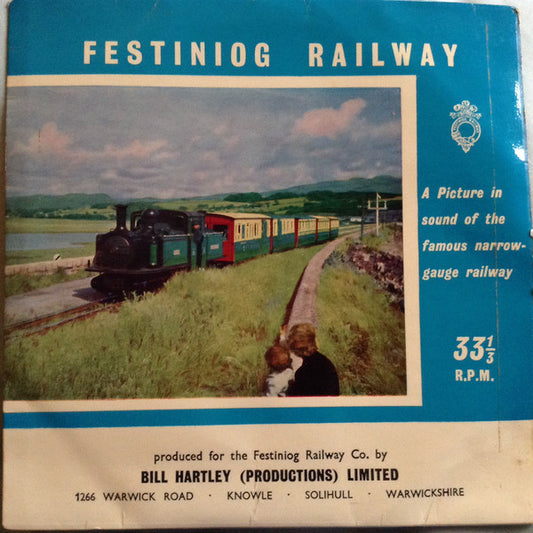 FESTINIOG RAILWAY
A Picture in
sound of the
famous narrow-
gauge railway
33⅓
R.P.M.
produced for the Festiniog Railway Co. by
BILL HARTLEY (PRODUCTIONS) LIMITED
1266 WARWICK ROAD · KNOWLE · SOLIHULL · WARWICKSHIRE